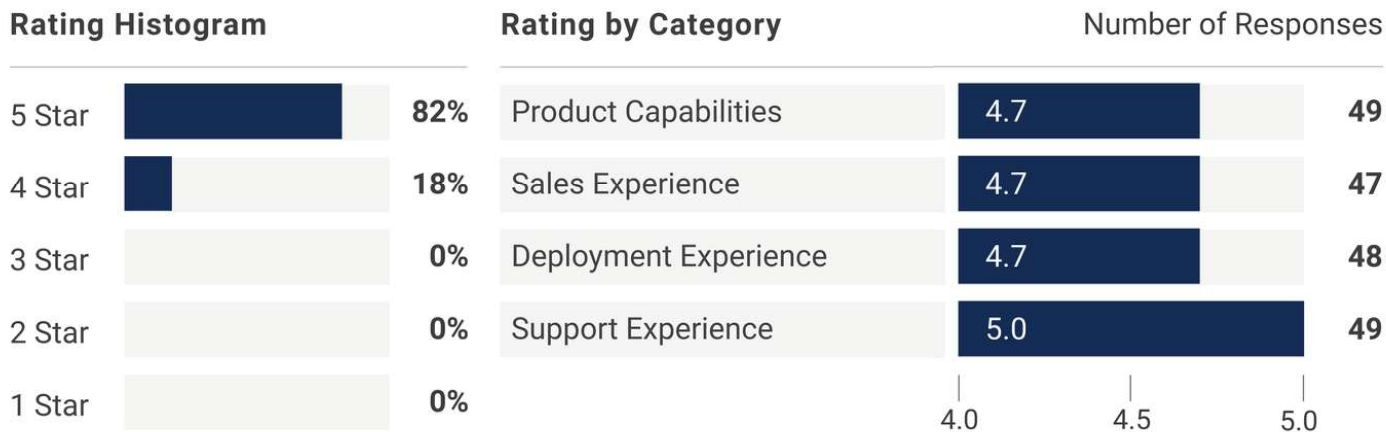 Rating Histogram
5 Star 82%
4 Star 18%
3 Star 0%
2 Star 0%
1 Star 0%
Rating by Category Number of Responses
Product Capabilities 4.7 49
Sales Experience 4.7 47
Deployment Experience 4.7 48
Support Experience 5.0 49
4.0 4.5 5.0